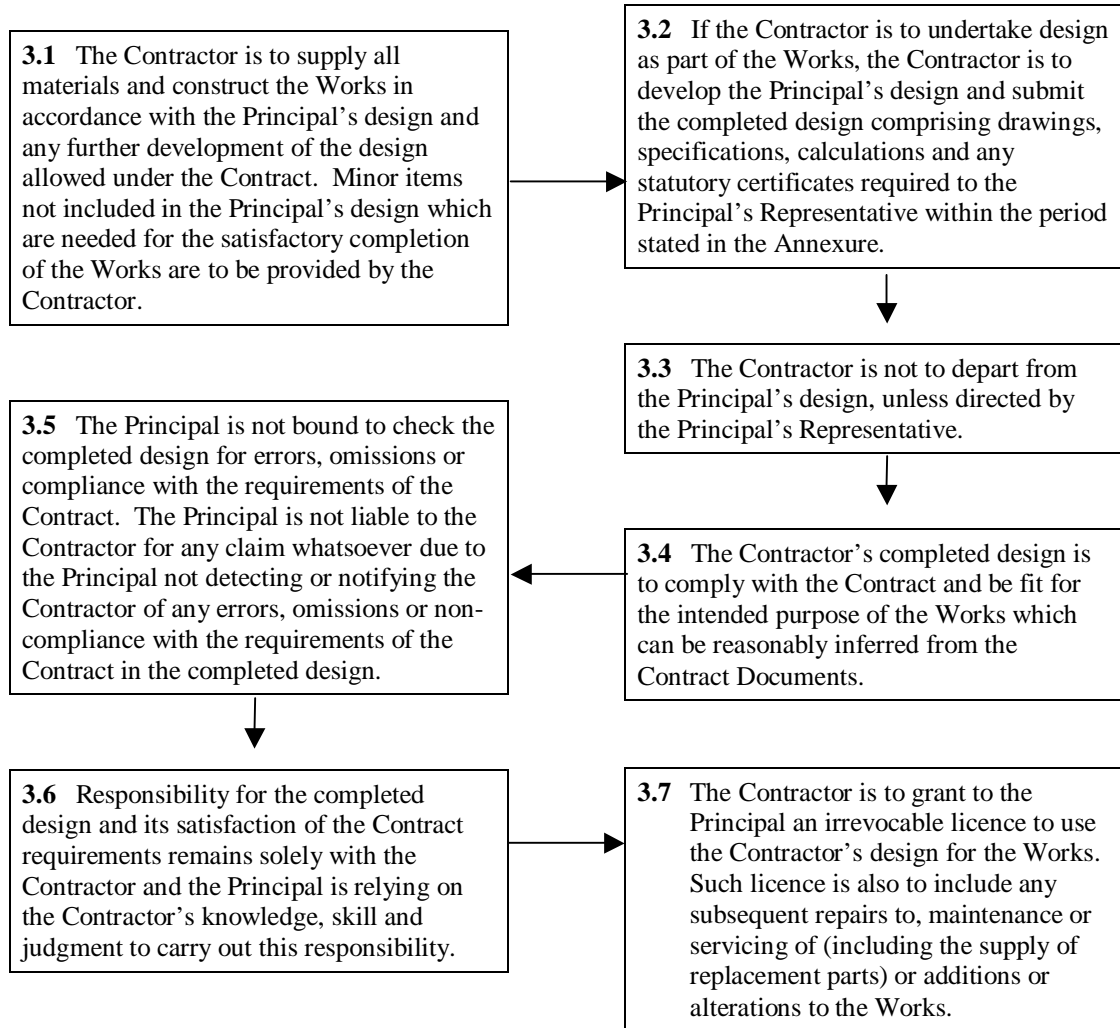 3.1 The Contractor is to supply all
materials and construct the Works in
accordance with the Principal's design and
any further development of the design
allowed under the Contract. Minor items
not included in the Principal's design which
are needed for the satisfactory completion
of the Works are to be provided by the
Contractor.
3.2 If the Contractor is to undertake design
as part of the Works, the Contractor is to
develop the Principal's design and submit
the completed design comprising drawings,
specifications, calculations and any
statutory certificates required to the
Principal's Representative within the period
stated in the Annexure.
3.3 The Contractor is not to depart from
the Principal's design, unless directed by
the Principal's Representative.
3.4 The Contractor's completed design is
to comply with the Contract and be fit for
the intended purpose of the Works which
can be reasonably inferred from the
Contract Documents.
3.5 The Principal is not bound to check the
completed design for errors, omissions or
compliance with the requirements of the
Contract. The Principal is not liable to the
Contractor for any claim whatsoever due to
the Principal not detecting or notifying the
Contractor of any errors, omissions or non-
compliance with the requirements of the
Contract in the completed design.
3.6 Responsibility for the completed
design and its satisfaction of the Contract
requirements remains solely with the
Contractor and the Principal is relying on
the Contractor's knowledge, skill and
judgment to carry out this responsibility.
3.7 The Contractor is to grant to the
Principal an irrevocable licence to use
the Contractor's design for the Works.
Such licence is also to include any
subsequent repairs to, maintenance or
servicing of (including the supply of
replacement parts) or additions or
alterations to the Works.